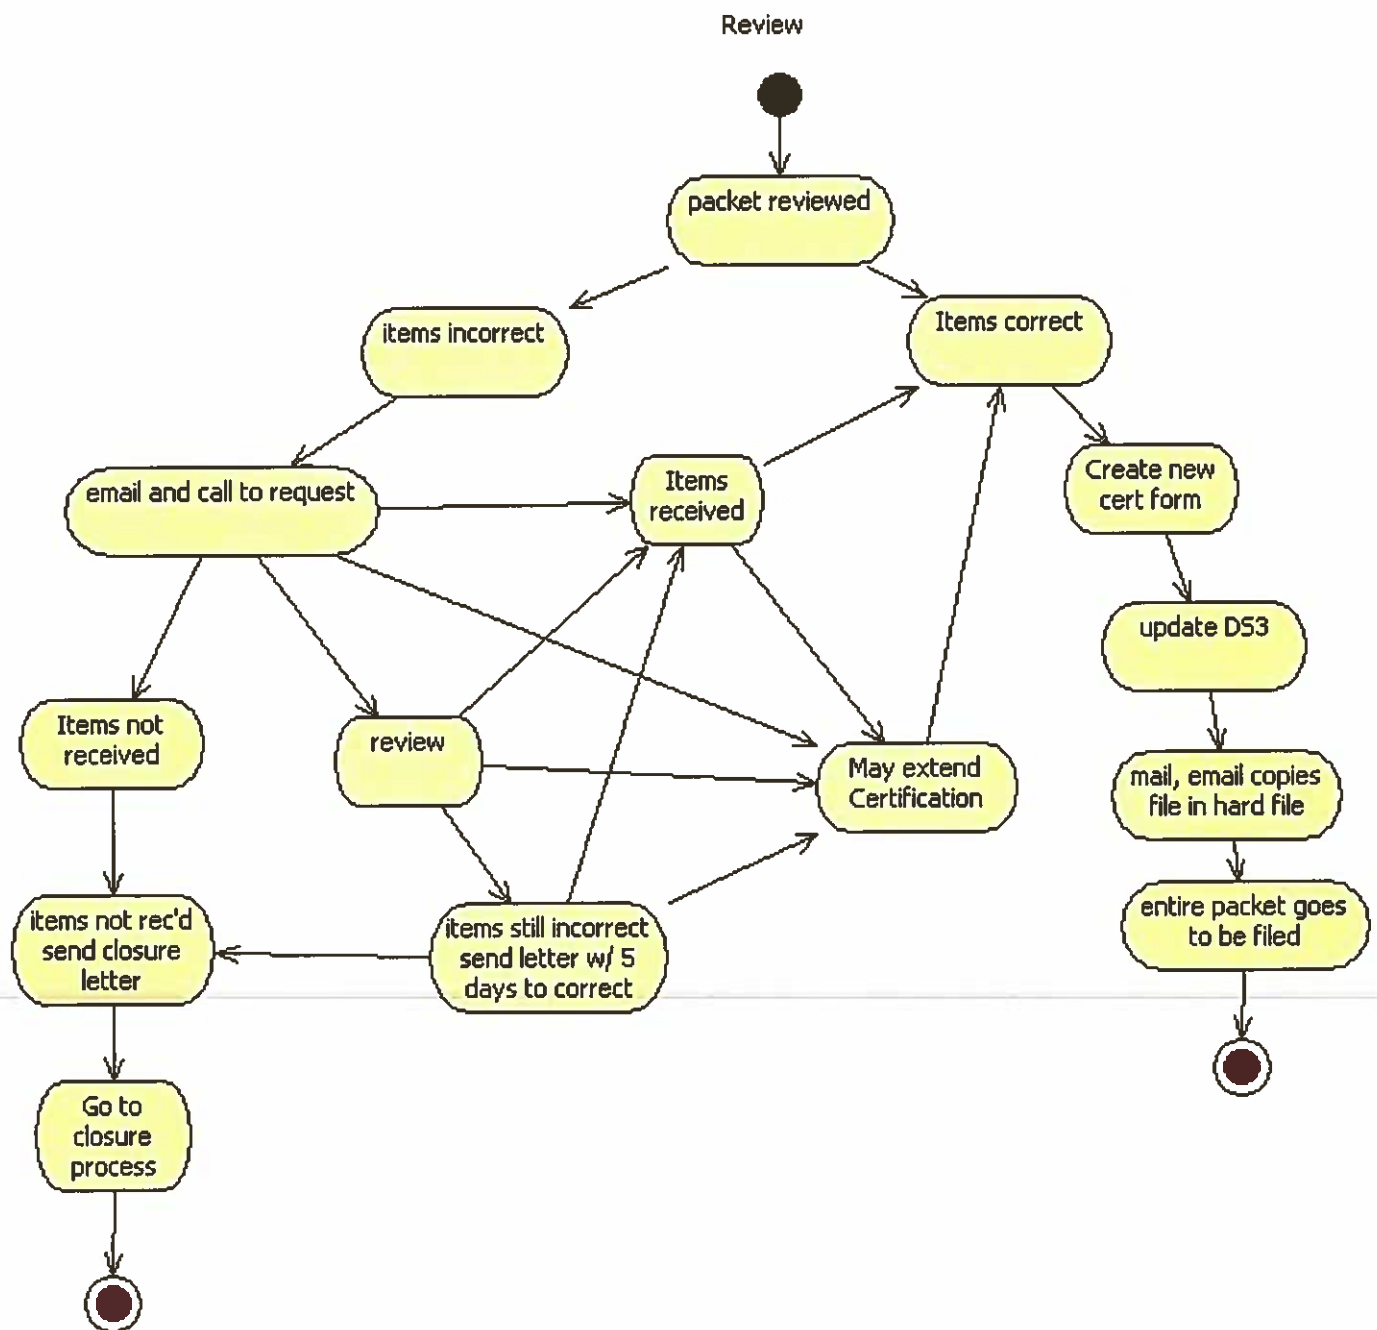 Review
packet reviewed
items incorrect
Items correct
email and call to request
Items
received
Create new
cert form
update DS3
Items not
received
review
May extend
Certification
mail, email copies
file in hard file
items not rec'd
send closure
letter
items still incorrect
send letter w/ 5
days to correct
entire packet goes
to be filed
Go to
closure
process